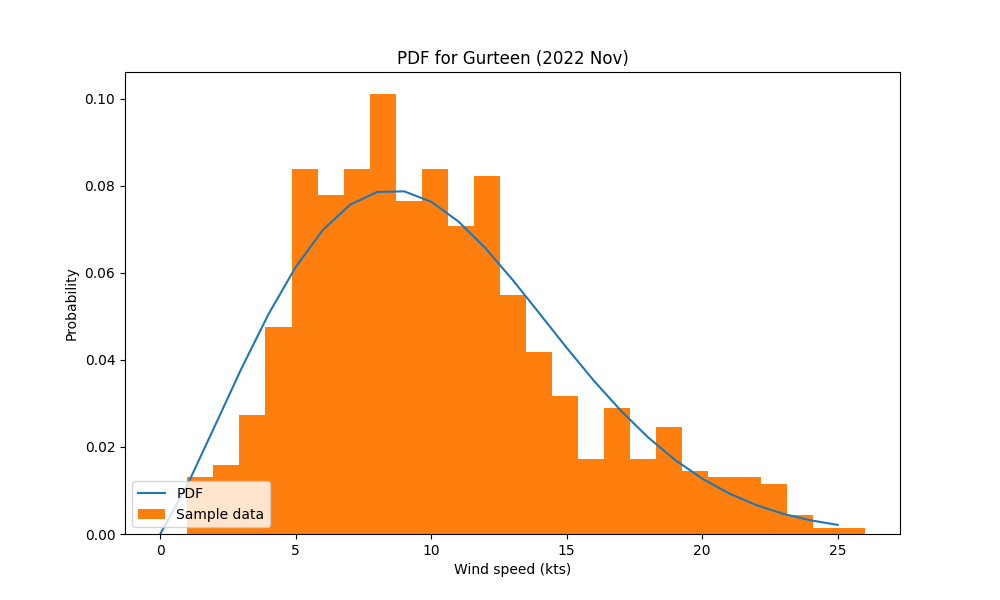 PDF for Gurteen (2022 Nov)
Probability
0.10
0.08
0.06
0.04
0.02
0.00
PDF
Sample data
0 5 10 15 20 25
Wind speed (kts)